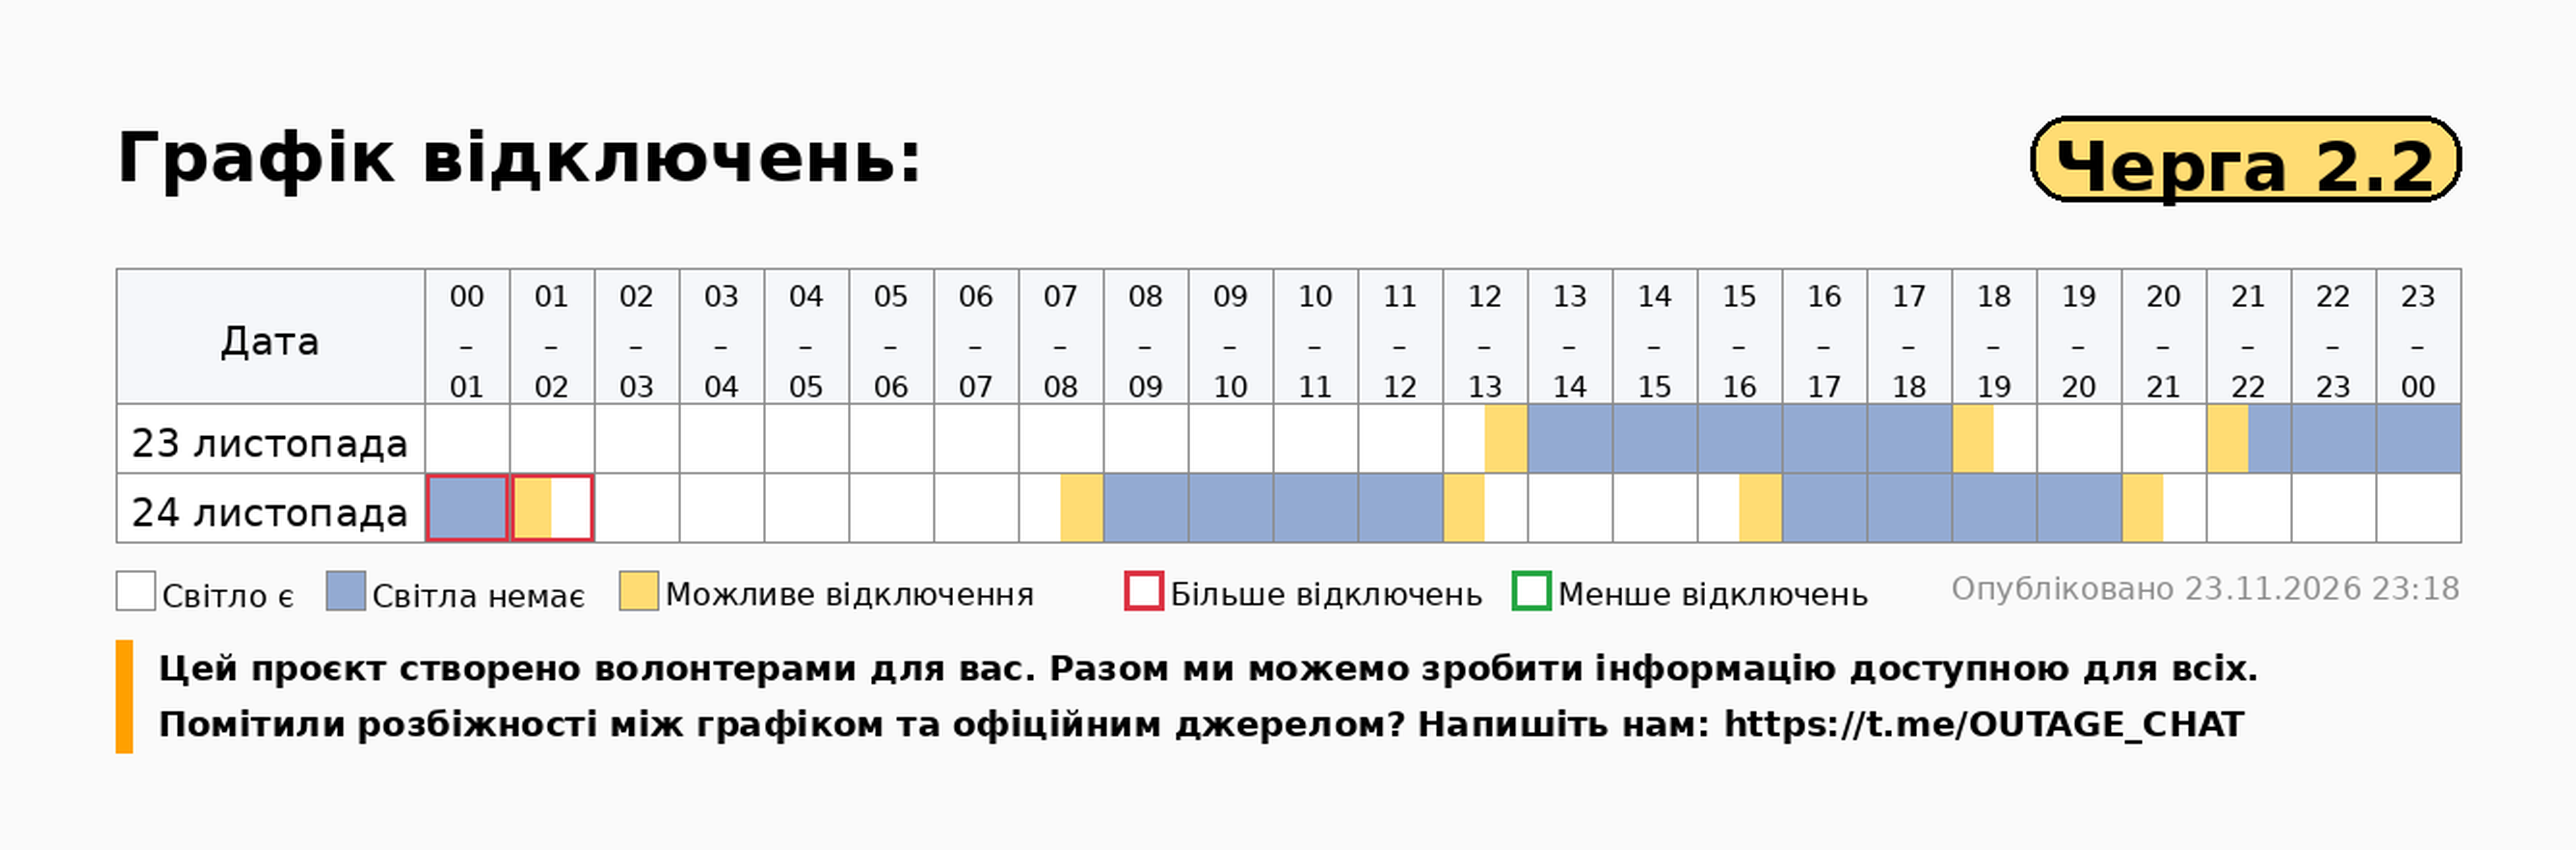 Графік відключень:
Черга 2.2
Дата
00 – 01
01 – 02
02 – 03
03 – 04
04 – 05
05 – 06
06 – 07
07 – 08
08 – 09
09 – 10
10 – 11
11 – 12
12 – 13
13 – 14
14 – 15
15 – 16
16 – 17
17 – 18
18 – 19
19 – 20
20 – 21
21 – 22
22 – 23
23 – 00
23 листопада
24 листопада
Світло є
Світла немає
Можливе відключення
Більше відключень
Менше відключень
Опубліковано 23.11.2026 23:18
Цей проєкт створено волонтерами для вас. Разом ми можемо зробити інформацію доступною для всіх.
Помітили розбіжності між графіком та офіційним джерелом? Напишіть нам: https://t.me/OUTAGE_CHAT